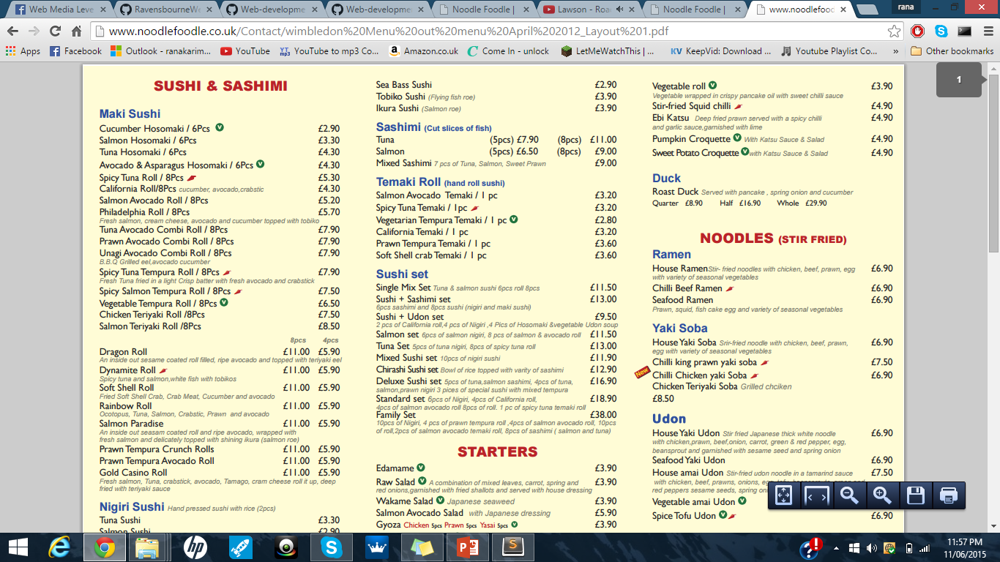 Web Media Leve
RavensbourneWe
Web-developme
Web-developme
Noodle Foodle |
Lawson - Roa
Noodle Foodle |
www.noodlefood
rana
www.noodlefoodle.co.uk/Contact/wimbledon%20Menu%20out%20menu%20April%202012_Layout%201.pdf
Apps
Facebook
Outlook - ranakarim...
YouTube
YouTube to mp3 Co...
Amazon.co.uk
Come In - unlock
LetMeWatchThis | ...
KeepVid: Download ...
Youtube Playlist Co...
»
Other bookmarks
1
SUSHI & SASHIMI
Maki Sushi
Cucumber Hosomaki / 6Pcs V £2.90
Salmon Hosomaki / 6Pcs £3.30
Tuna Hosomaki / 6Pcs £4.30
Avocado & Asparagus Hosomaki / 6Pcs V £4.30
Spicy Tuna Roll / 8Pcs £5.30
California Roll/8Pcs cucumber, avocado,crabstic £4.30
Salmon Avocado Roll / 8Pcs £5.20
Philadelphia Roll / 8Pcs £5.70
Fresh salmon, cream cheese, avocado and cucumber topped with tobiko
Tuna Avocado Combi Roll / 8Pcs £7.90
Prawn Avocado Combi Roll / 8Pcs £7.90
Unagi Avocado Combi Roll / 8Pcs £7.90
B.B.Q Grilled eel,avocado cucumber
Spicy Tuna Tempura Roll / 8Pcs £7.90
Fresh Tuna fried in a light Crisp batter with fresh avocado and crabstick
Spicy Salmon Tempura Roll / 8Pcs £7.50
Vegetable Tempura Roll / 8Pcs V £6.50
Chicken Teriyaki Roll /8Pcs £7.50
Salmon Teriyaki Roll /8Pcs £8.50
8pcs 4pcs
Dragon Roll £11.00 £5.90
An inside out sesame coated roll filled, ripe avocado and topped with teriyaki eel
Dynamite Roll £11.00 £5.90
Spicy tuna and salmon,white fish with tobikos
Soft Shell Roll £11.00 £5.90
Fried Soft Shell Crab, Crab Meat, Cucumber and avocado
Rainbow Roll £11.00 £5.90
Ocotopus, Tuna, Salmon, Crabstic, Prawn and avocado
Salmon Paradise £11.00 £5.90
An inside out seasam coated roll and ripe avocado, wrapped with
fresh salmon and delicately topped with shining ikura (salmon roe)
Prawn Tempura Crunch Rolls £11.00 £5.90
Prawn Tempura Avocado Roll £11.00 £5.90
Gold Casino Roll £11.00 £5.90
Fresh salmon, Tuna, crabstick, avocado, Tamago, cram cheese roll it up, deep
fried with teriyaki sauce
Nigiri Sushi Hand pressed sushi with rice (2pcs)
Tuna Sushi £3.30
Salmon Sushi £2.90
Sea Bass Sushi £2.90
Tobiko Sushi (Flying fish roe) £3.90
Ikura Sushi (Salmon roe) £3.90
Sashimi (Cut slices of fish)
Tuna (5pcs) £7.90 (8pcs) £11.00
Salmon (5pcs) £6.50 (8pcs) £9.00
Mixed Sashimi 7 pcs of Tuna, Salmon, Sweet Prawn £9.00
Temaki Roll (hand roll sushi)
Salmon Avocado Temaki / 1 pc £3.20
Spicy Tuna Temaki / 1pc £3.20
Vegetarian Tempura Temaki / 1 pc V £2.80
California Temaki / 1 pc £3.20
Prawn Tempura Temaki / 1 pc £3.60
Soft Shell crab Temaki / 1 pc £3.60
Sushi set
Single Mix Set Tuna & salmon sushi 6pcs roll 8pcs £11.50
Sushi + Sashimi set £13.00
6pcs sashimi and 8pcs sushi (nigiri and maki sushi)
Sushi + Udon set £9.50
2 pcs of California roll,4 pcs of Nigiri ,4 Pics of Hosomaki &vegetable Udon soup
Salmon set 6pcs of salmon nigiri, 8 pcs of salmon & avocado roll £11.50
Tuna Set 5pcs of tuna nigiri, 8pcs of spicy tuna roll £13.00
Mixed Sushi set 10pcs of nigiri sushi £11.90
Chirashi Sushi set Bowl of rice topped with varity of sashimi £12.90
Deluxe Sushi set 5pcs of tuna,salmon sashimi, 4pcs of tuna, £16.90
salmon,prawn nigiri 3 pices of special sushi with mixed tempura
Standard set 6pcs of Nigiri, 4pcs of California roll, £18.90
4pcs of salmon avocado roll 8pcs of roll. 1 pc of spicy tuna temaki roll
Family Set £38.00
10pcs of Nigiri, 4 pcs of prawn tempura roll ,4pcs of salmon avocado roll, 10pcs
of roll,2pcs of salmon avocado temaki roll, 8pcs of sashimi ( salmon and tuna)
STARTERS
Edamame V £3.90
Raw Salad V A combination of mixed leaves, carrot, spring and £3.90
red onions,garnished with fried shallots and served with house dressing
Wakame Salad V Japanese seaweed £3.90
Salmon Avocado Salad with Japanese dressing £5.90
Gyoza Chicken 5pcs Prawn 5pcs Yasai 5pcs V £3.90
Vegetable roll V £3.90
Vegetable wrapped in crispy pancake oil with sweet chilli sauce
Stir-fried Squid chilli £4.90
Ebi Katsu Deep fried prawn served with a spicy chilli £4.90
and garlic sauce,garnished with lime
Pumpkin Croquette V With Katsu Sauce & Salad £4.90
Sweet Potato Croquette V with Katsu Sauce & Salad £4.90
Duck
Roast Duck Served with pancake , spring onion and cucumber
Quarter £8.90 Half £16.90 Whole £29.90
NOODLES (STIR FRIED)
Ramen
House Ramen Stir- fried noodles with chicken, beef, prawn, egg £6.90
with variety of seasonal vegetables
Chilli Beef Ramen £6.90
Seafood Ramen £6.90
Prawn, squid, fish cake egg and variety of seasonal vegetables
Yaki Soba
House Yaki Soba Srir-fried noodle with chicken, beef, prawn, £6.90
egg with variety of seasonal vegetables
Chilli king prawn yaki soba £7.50
New Chilli Chicken yaki Soba £6.90
Chicken Teriyaki Soba Grilled chciken
£8.50
Udon
House Yaki Udon Stir fried Japanese thick white noodle £6.90
with chicken,prawn, beef,onion, carrot, green & red pepper, egg,
beansprout and garnished with sesame seed and spring onion
Seafood Yaki Udon £6.90
House amai Udon Stir-fried udon noodle in a tamarind sauce £7.50
with chicken, beef, prawns, onions,
red peppers sesame seeds, spring
Vegetable amai Udon V
Spice Tofu Udon V £6.90
11:57 PM
11/06/2015